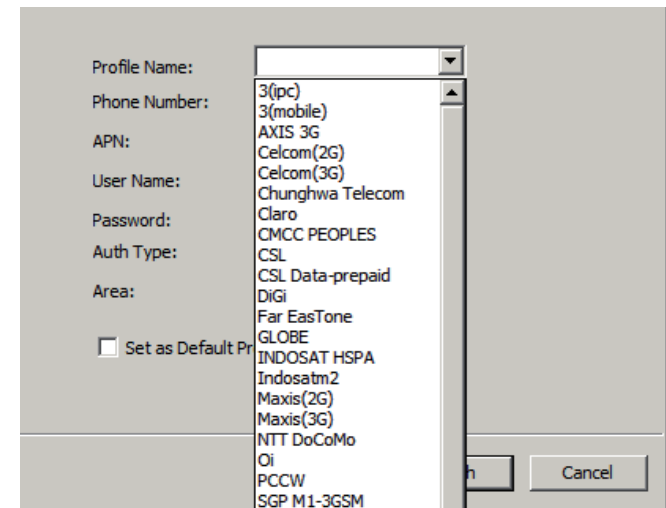 Profile Name:
Phone Number:
APN:
User Name:
Password:
Auth Type:
Area:
Set as Default Pr
3(ipc)
3(mobile)
AXIS 3G
Celcom(2G)
Celcom(3G)
Chunghwa Telecom
Claro
CMCC PEOPLES
CSL
CSL Data-prepaid
DiGi
Far EasTone
GLOBE
INDOSAT HSPA
Indosatm2
Maxis(2G)
Maxis(3G)
NTT DoCoMo
Oi
PCCW
SGP M1-3GSM
h
Cancel